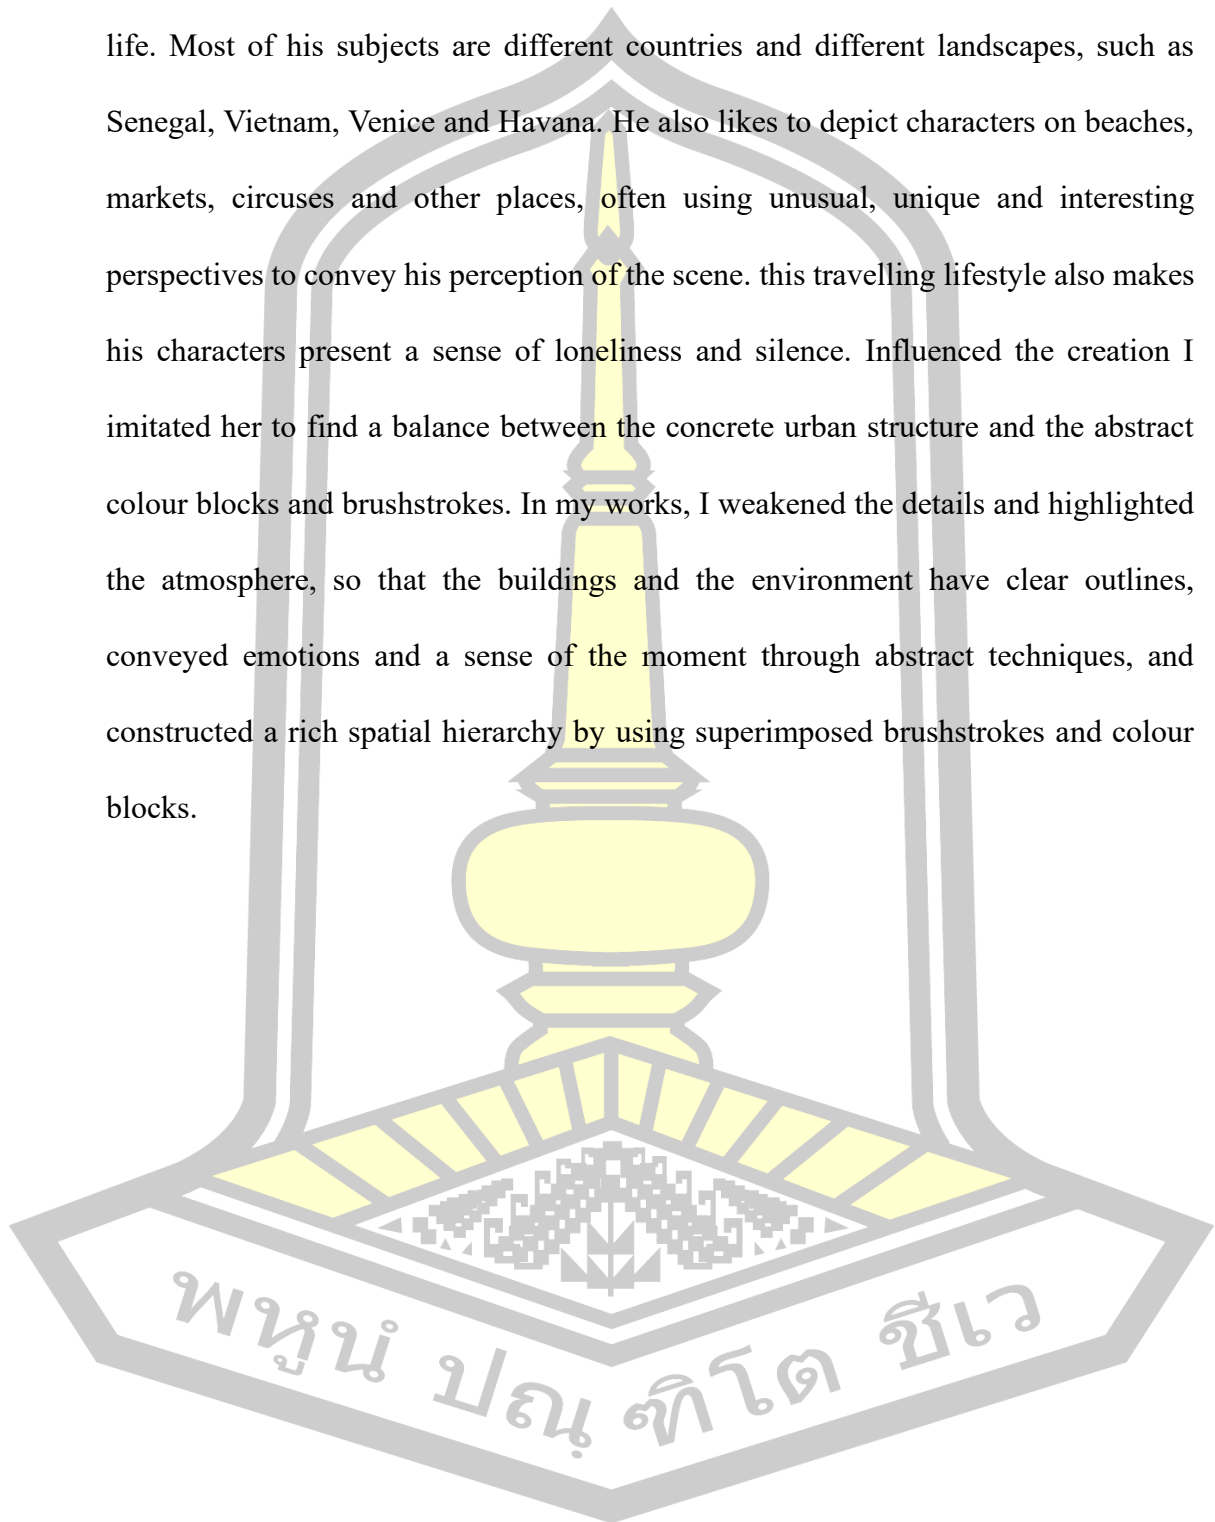 life. Most of his subjects are different countries and different landscapes, such as
Senegal, Vietnam, Venice and Havana. He also likes to depict characters on beaches,
markets, circuses and other places, often using unusual, unique and interesting
perspectives to convey his perception of the scene. this travelling lifestyle also makes
his characters present a sense of loneliness and silence. Influenced the creation I
imitated her to find a balance between the concrete urban structure and the abstract
colour blocks and brushstrokes. In my works, I weakened the details and highlighted
the atmosphere, so that the buildings and the environment have clear outlines,
conveyed emotions and a sense of the moment through abstract techniques, and
constructed a rich spatial hierarchy by using superimposed brushstrokes and colour
blocks.
พหูนํ ปณฺ ฑิโต ชีเว